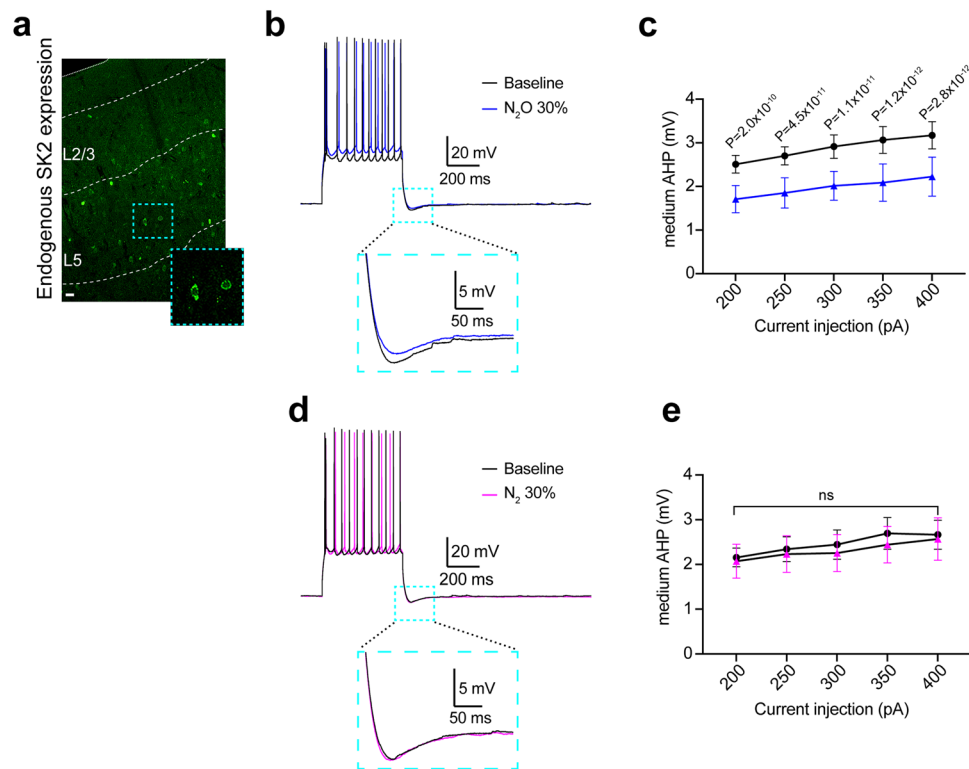 a
Endogenous SK2 expression
L2/3
L5
b
Baseline
N₂O 30%
20 mV
200 ms
5 mV
50 ms
c
P=2.0x10⁻¹⁰
P=4.5x10⁻¹¹
P=1.1x10⁻¹¹
P=1.2x10⁻¹²
P=2.8x10⁻¹²
medium AHP (mV)
4
3
2
1
0
200 250 300 350 400
Current injection (pA)
d
Baseline
N₂ 30%
20 mV
200 ms
5 mV
50 ms
e
ns
medium AHP (mV)
4
3
2
1
0
200 250 300 350 400
Current injection (pA)